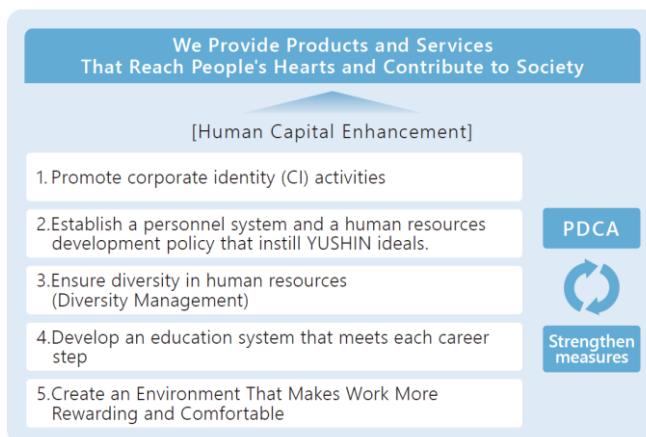 We Provide Products and Services
That Reach People's Hearts and Contribute to Society
[Human Capital Enhancement]
1. Promote corporate identity (CI) activities
2.Establish a personnel system and a human resources
development policy that instill YUSHIN ideals.
3.Ensure diversity in human resources
(Diversity Management)
4.Develop an education system that meets each career
step
5.Create an Environment That Makes Work More
Rewarding and Comfortable
PDCA
Strengthen
measures